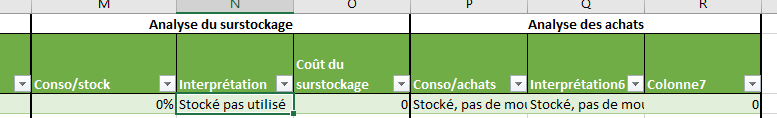 M N O P Q R
Analyse du surstockage Analyse des achats
Conso/stock Interprétation Coût du surstockage Conso/achats Interprétation6 Colonne7
0% Stocké pas utilisé 0 Stocké, pas de mou Stocké, pas de mou 0